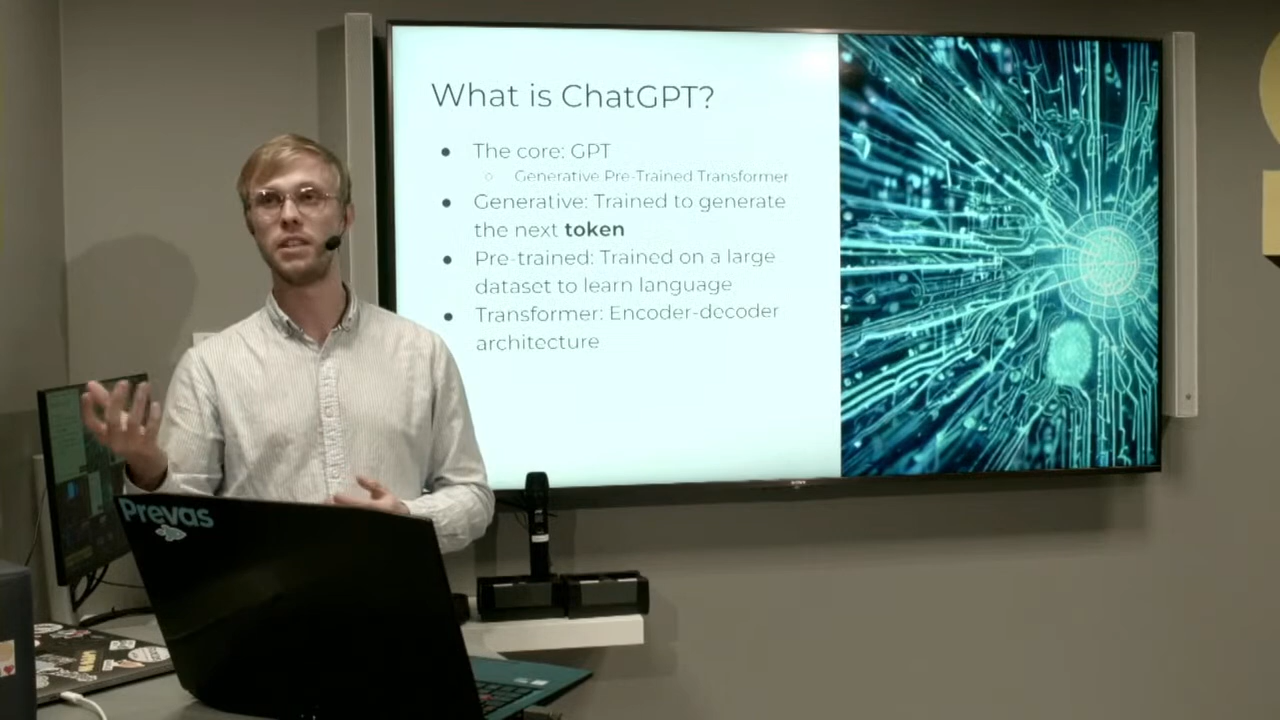 What is ChatGPT?
● The core: GPT
○ Generative Pre-Trained Transformer
● Generative: Trained to generate
the next token
● Pre-trained: Trained on a large
dataset to learn language
● Transformer: Encoder-decoder
architecture
SONY
Prevas